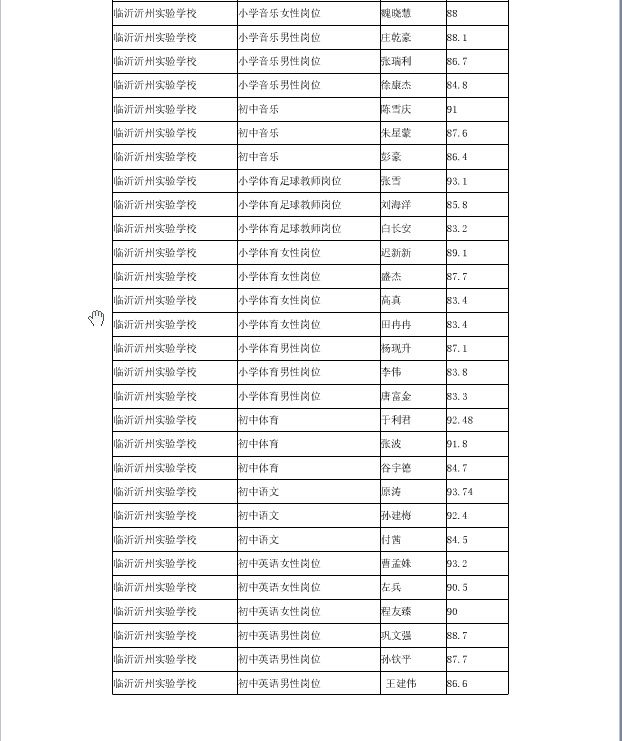 临沂沂州实验学校 小学音乐女性岗位 魏晓慧 88
临沂沂州实验学校 小学音乐男性岗位 庄乾豪 88.1
临沂沂州实验学校 小学音乐男性岗位 张瑞利 86.7
临沂沂州实验学校 小学音乐男性岗位 徐康杰 84.8
临沂沂州实验学校 初中音乐 陈雪庆 91
临沂沂州实验学校 初中音乐 朱星蒙 87.6
临沂沂州实验学校 初中音乐 彭豪 86.4
临沂沂州实验学校 小学体育足球教师岗位 张雪 93.1
临沂沂州实验学校 小学体育足球教师岗位 刘海洋 85.8
临沂沂州实验学校 小学体育足球教师岗位 白长安 83.2
临沂沂州实验学校 小学体育女性岗位 迟新新 89.1
临沂沂州实验学校 小学体育女性岗位 盛杰 87.7
临沂沂州实验学校 小学体育女性岗位 高真 83.4
临沂沂州实验学校 小学体育女性岗位 田冉冉 83.4
临沂沂州实验学校 小学体育男性岗位 杨现升 87.1
临沂沂州实验学校 小学体育男性岗位 李伟 83.8
临沂沂州实验学校 小学体育男性岗位 唐富金 83.3
临沂沂州实验学校 初中体育 于利君 92.48
临沂沂州实验学校 初中体育 张波 91.8
临沂沂州实验学校 初中体育 谷宇德 84.7
临沂沂州实验学校 初中语文 原涛 93.74
临沂沂州实验学校 初中语文 孙建梅 92.4
临沂沂州实验学校 初中语文 付茜 84.5
临沂沂州实验学校 初中英语女性岗位 曹孟姝 93.2
临沂沂州实验学校 初中英语女性岗位 左兵 90.5
临沂沂州实验学校 初中英语女性岗位 程友臻 90
临沂沂州实验学校 初中英语男性岗位 巩文强 88.7
临沂沂州实验学校 初中英语男性岗位 孙钦平 87.7
临沂沂州实验学校 初中英语男性岗位 王建伟 86.6